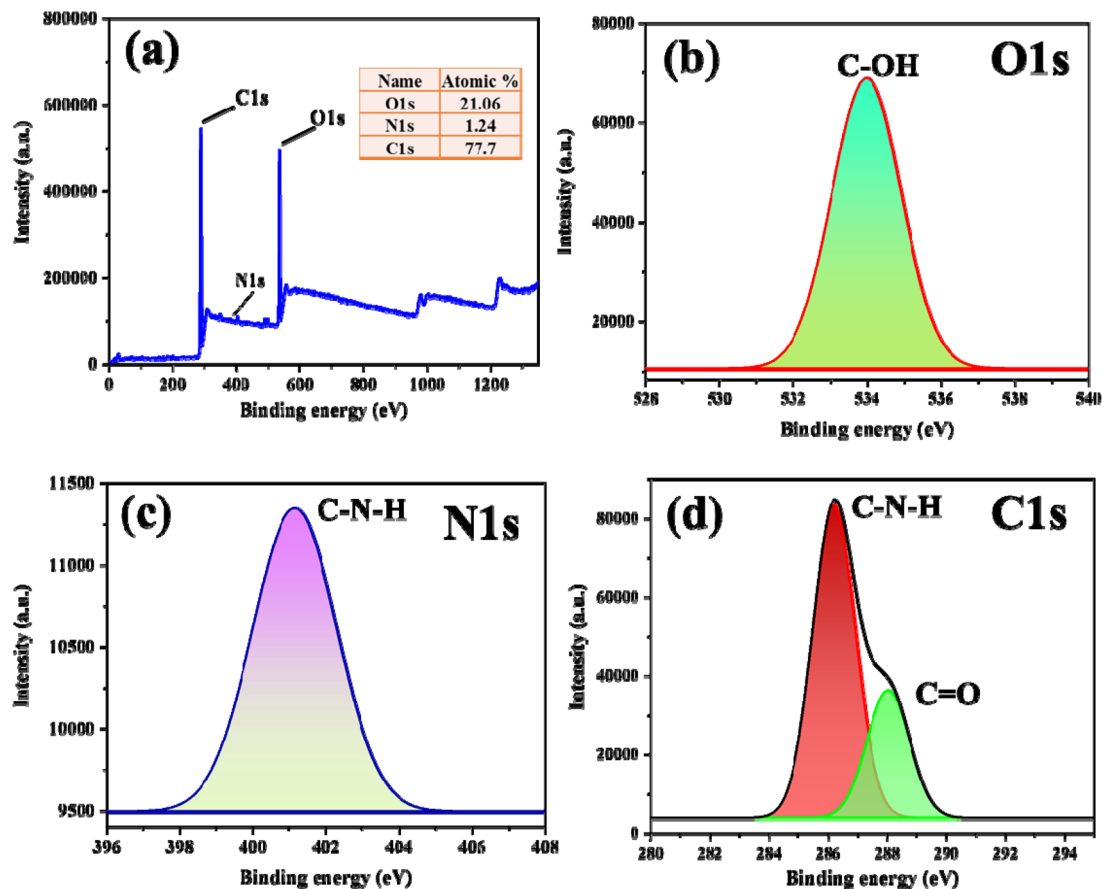 (a)
Name Atomic %
O1s 21.06
N1s 1.24
C1s 77.7
C1s
O1s
N1s
800000
600000
400000
200000
0
Intensity (a.u.)
0 200 400 600 800 1000 1200
Binding energy (eV)
(b)
O1s
C-OH
80000
60000
40000
20000
Intensity (a.u.)
528 530 532 534 536 538 540
Binding energy (eV)
(c)
N1s
C-N-H
11500
11000
10500
10000
9500
Intensity (a.u.)
396 398 400 402 404 406 408
Binding energy (eV)
(d)
C1s
C-N-H
C=O
80000
60000
40000
20000
0
Intensity (a.u.)
280 282 284 286 288 290 292 294
Binding energy (eV)